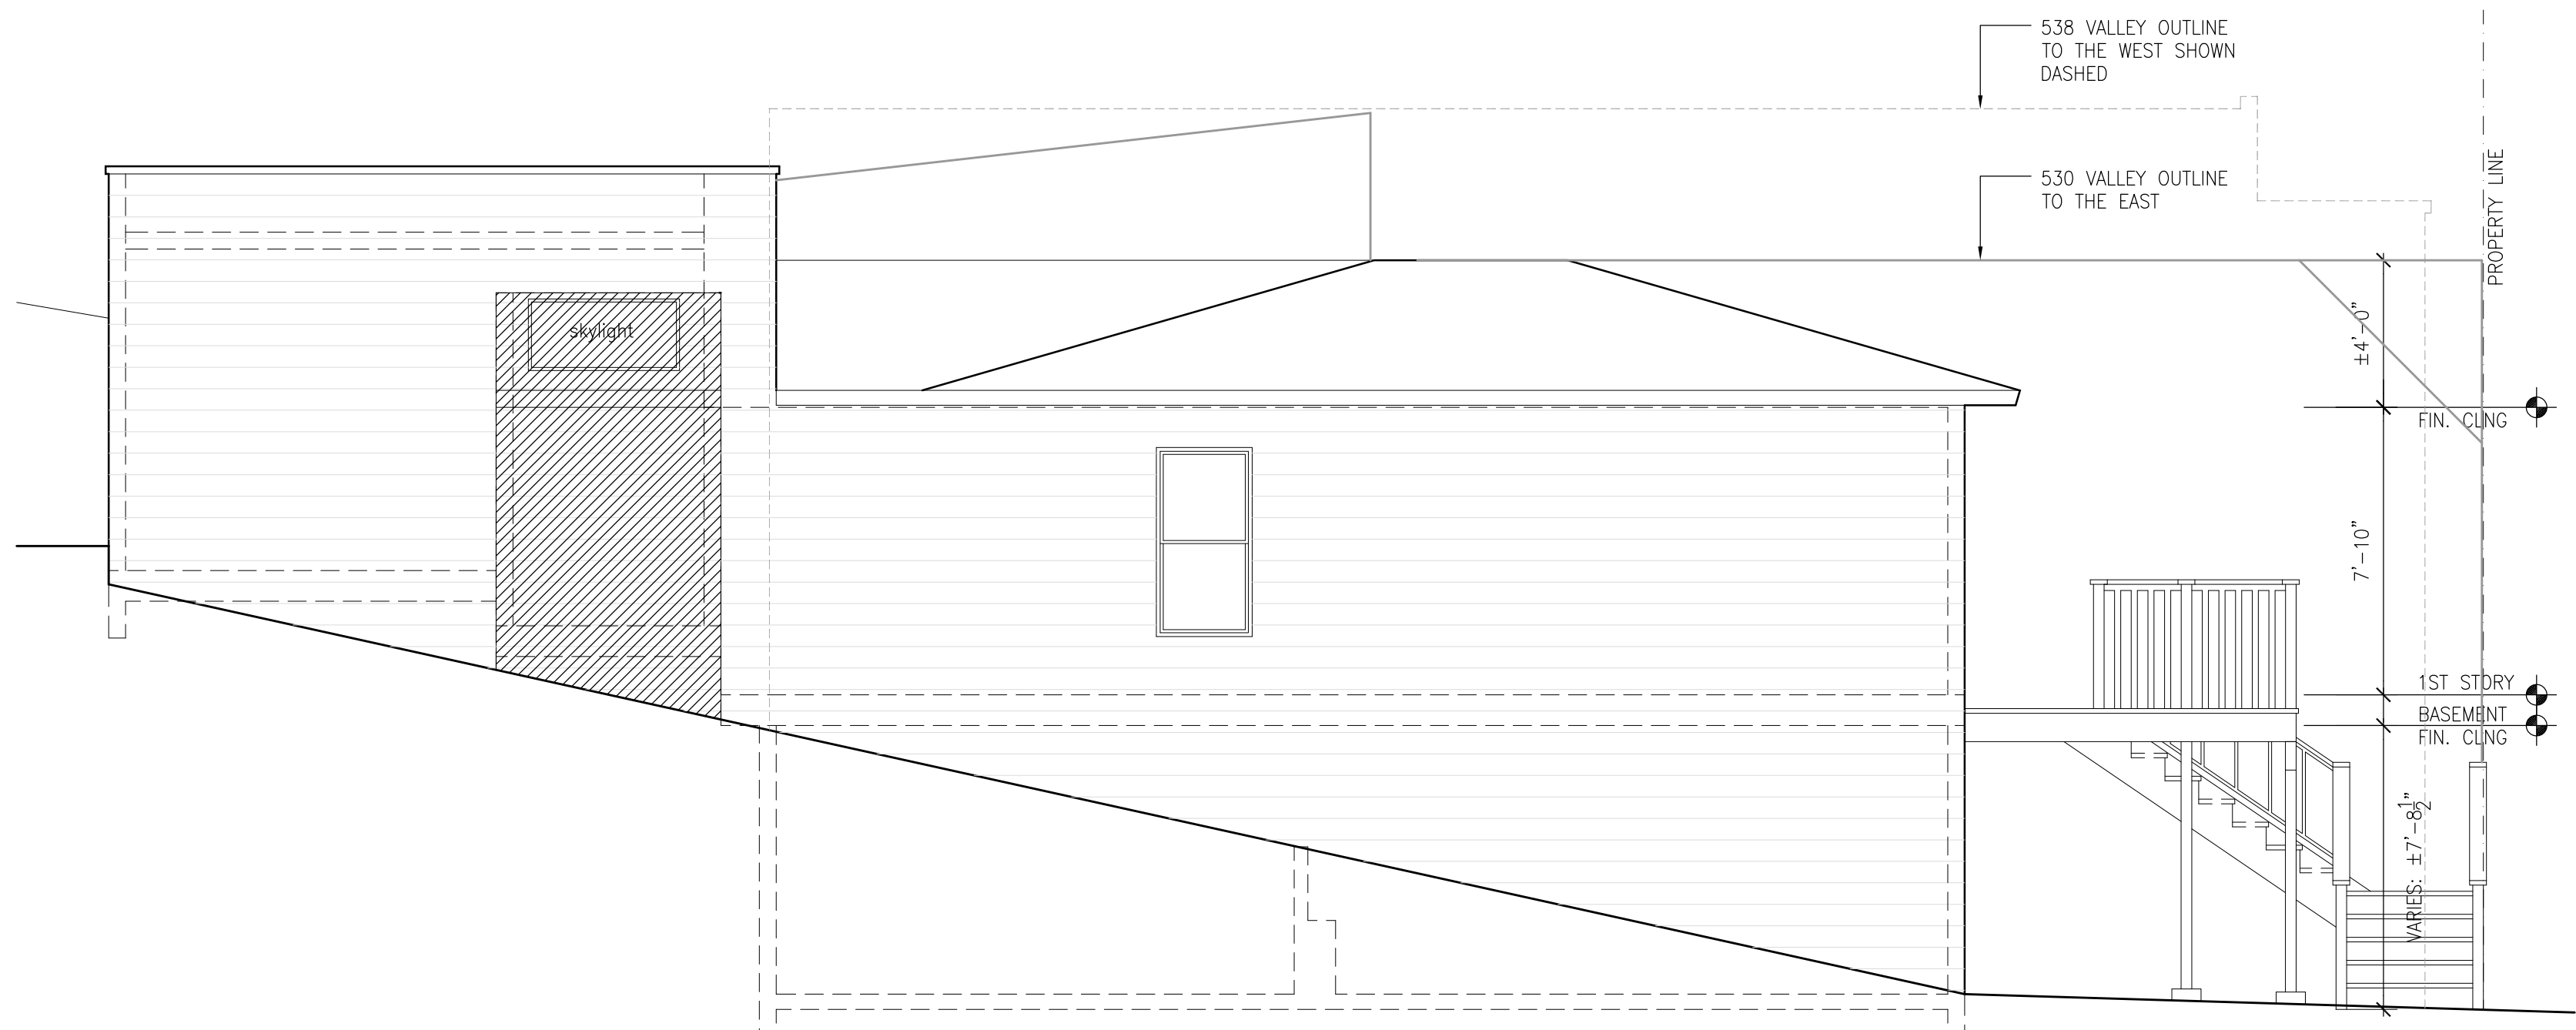 538 VALLEY OUTLINE
TO THE WEST SHOWN
DASHED
530 VALLEY OUTLINE
TO THE EAST
PROPERTY LINE
skylight
±4'-0"
FIN. CLNG
7'-10"
1ST STORY
BASEMENT
FIN. CLNG
VARIES: ±7'-8½"